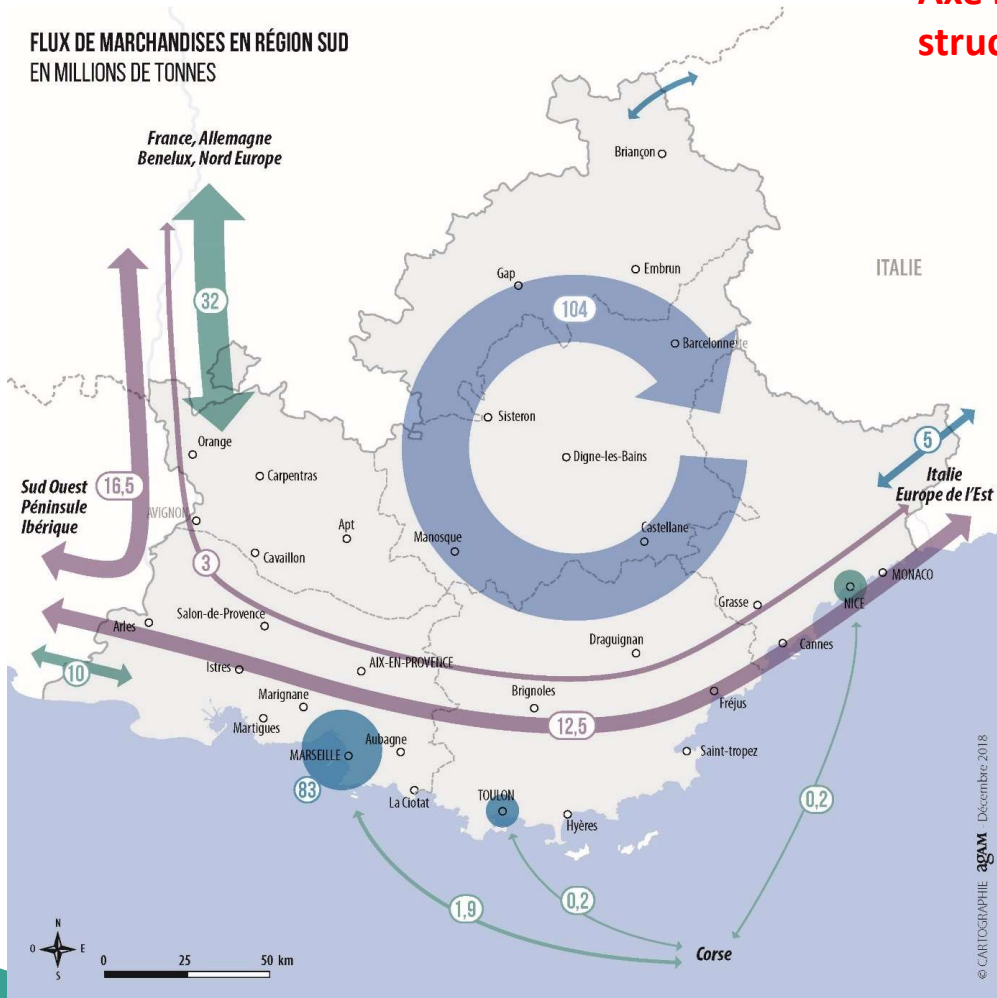 FLUX DE MARCHANDISES EN RÉGION SUD
EN MILLIONS DE TONNES
France, Allemagne
Benelux, Nord Europe
Briançon
ITALIE
Gap
Embrun
32
104
Barcelonnette
Sisteron
Orange
5
Digne-les-Bains
Carpentras
Italie
Europe de l'Est
Sud Ouest
Péninsule
Ibérique
16,5
AVIGNON
Apt
Manosque
Castellane
Cavaillon
3
MONACO
NICE
Grasse
Salon-de-Provence
Arles
Draguignan
Cannes
10
Istres
AIX-EN-PROVENCE
Brignoles
Fréjus
Marignane
Martigues
12,5
Aubagne
MARSEILLE
Saint-tropez
83
La Ciotat
TOULON
Hyères
0,2
1,9
0,2
Corse
N
O
E
S
0
25
50 km
© CARTOGRAPHIE agAM - Décembre 2018